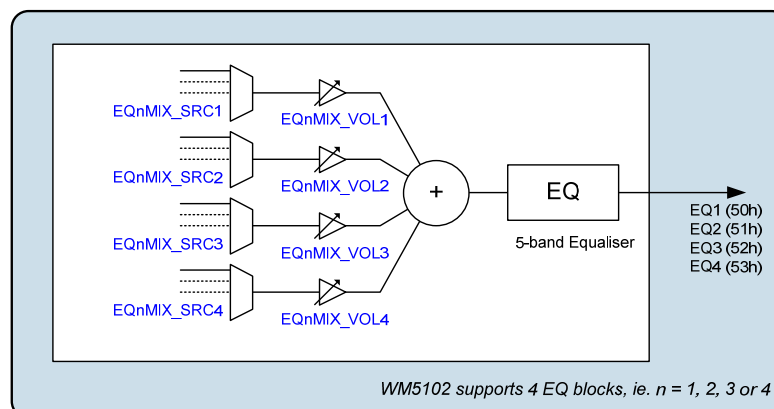 EQnMIX_SRC1
EQnMIX_VOL1
EQnMIX_SRC2
EQnMIX_VOL2
EQnMIX_SRC3
EQnMIX_VOL3
EQnMIX_SRC4
EQnMIX_VOL4
+
EQ
5-band Equaliser
EQ1 (50h)
EQ2 (51h)
EQ3 (52h)
EQ4 (53h)
WM5102 supports 4 EQ blocks, ie. n = 1, 2, 3 or 4